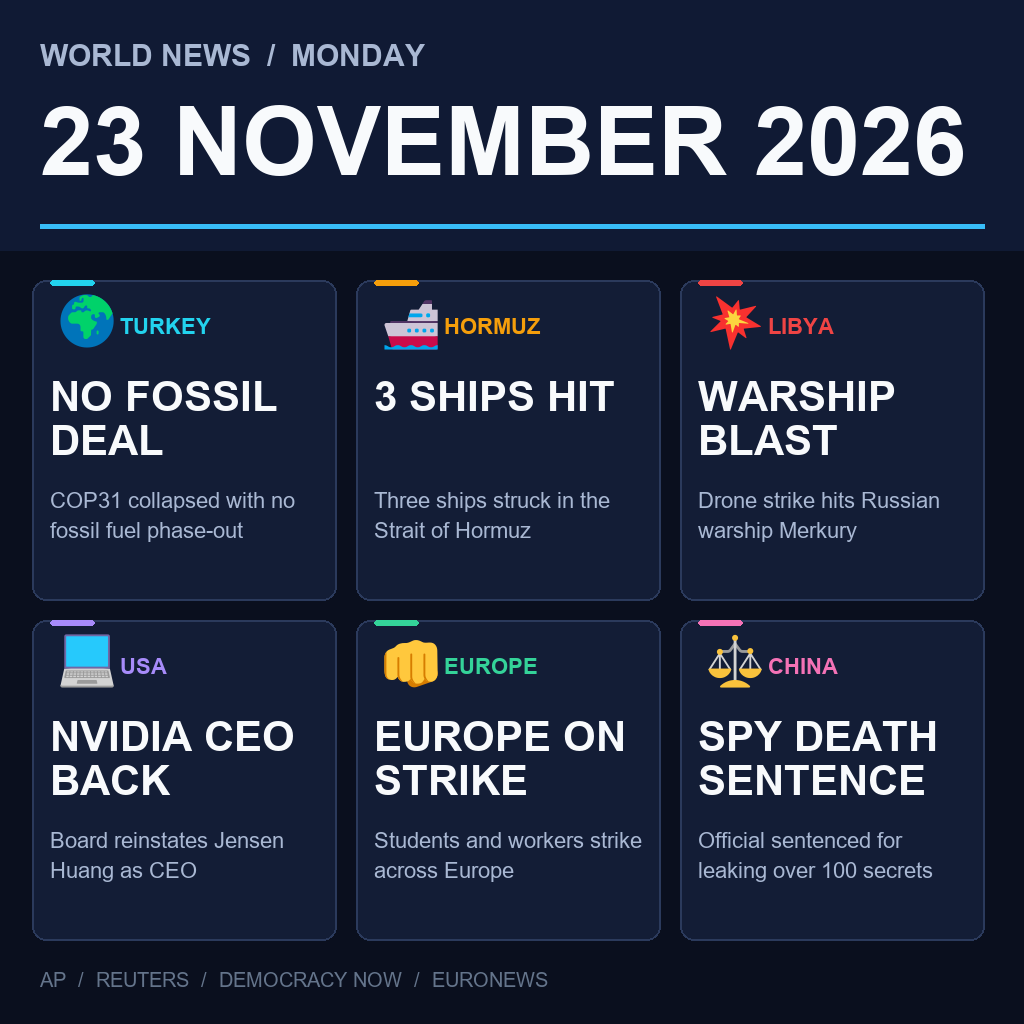 WORLD NEWS / MONDAY
23 NOVEMBER 2026
TURKEY
NO FOSSIL
DEAL
COP31 collapsed with no
fossil fuel phase-out
HORMUZ
3 SHIPS HIT
Three ships struck in the
Strait of Hormuz
LIBYA
WARSHIP
BLAST
Drone strike hits Russian
warship Merkury
USA
NVIDIA CEO
BACK
Board reinstates Jensen
Huang as CEO
EUROPE
EUROPE ON
STRIKE
Students and workers strike
across Europe
CHINA
SPY DEATH
SENTENCE
Official sentenced for
leaking over 100 secrets
AP / REUTERS / DEMOCRACY NOW / EURONEWS